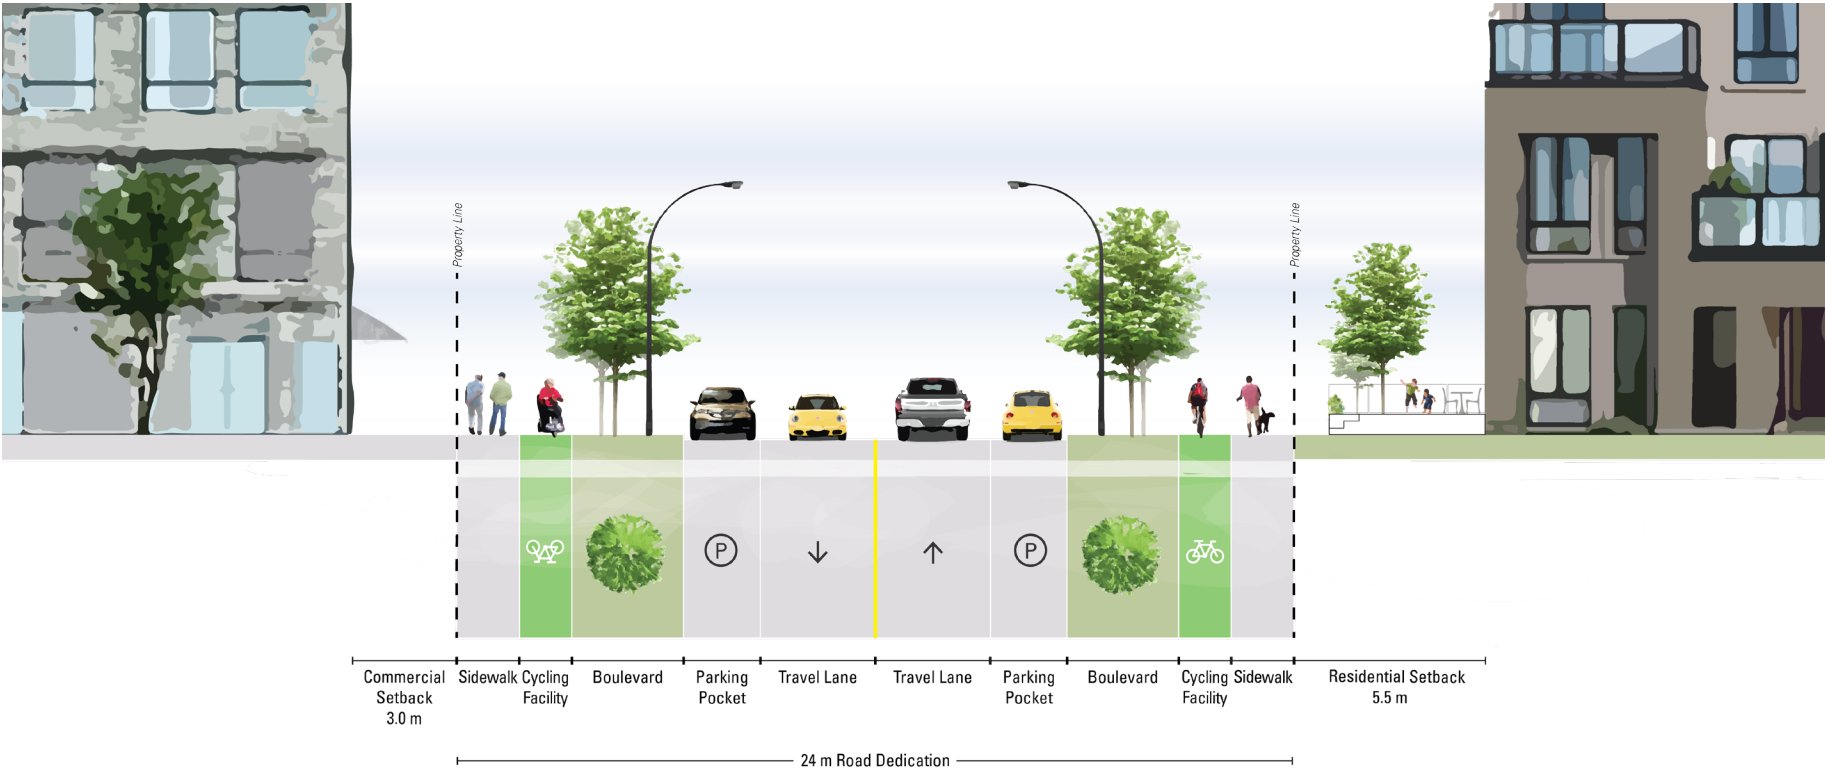 Property Line
Property Line
P
P
Commercial
Setback
3.0 m
Sidewalk
Cycling
Facility
Boulevard
Parking
Pocket
Travel Lane
Travel Lane
Parking
Pocket
Boulevard
Cycling
Facility
Sidewalk
Residential Setback
5.5 m
24 m Road Dedication